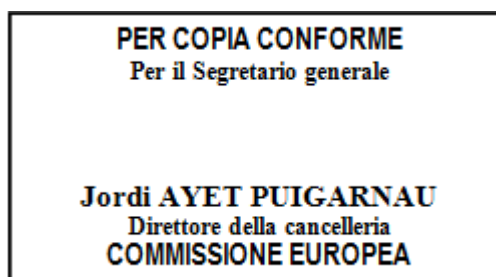 PER COPIA CONFORME
Per il Segretario generale
Jordi AYET PUIGARNAU
Direttore della cancelleria
COMMISSIONE EUROPEA